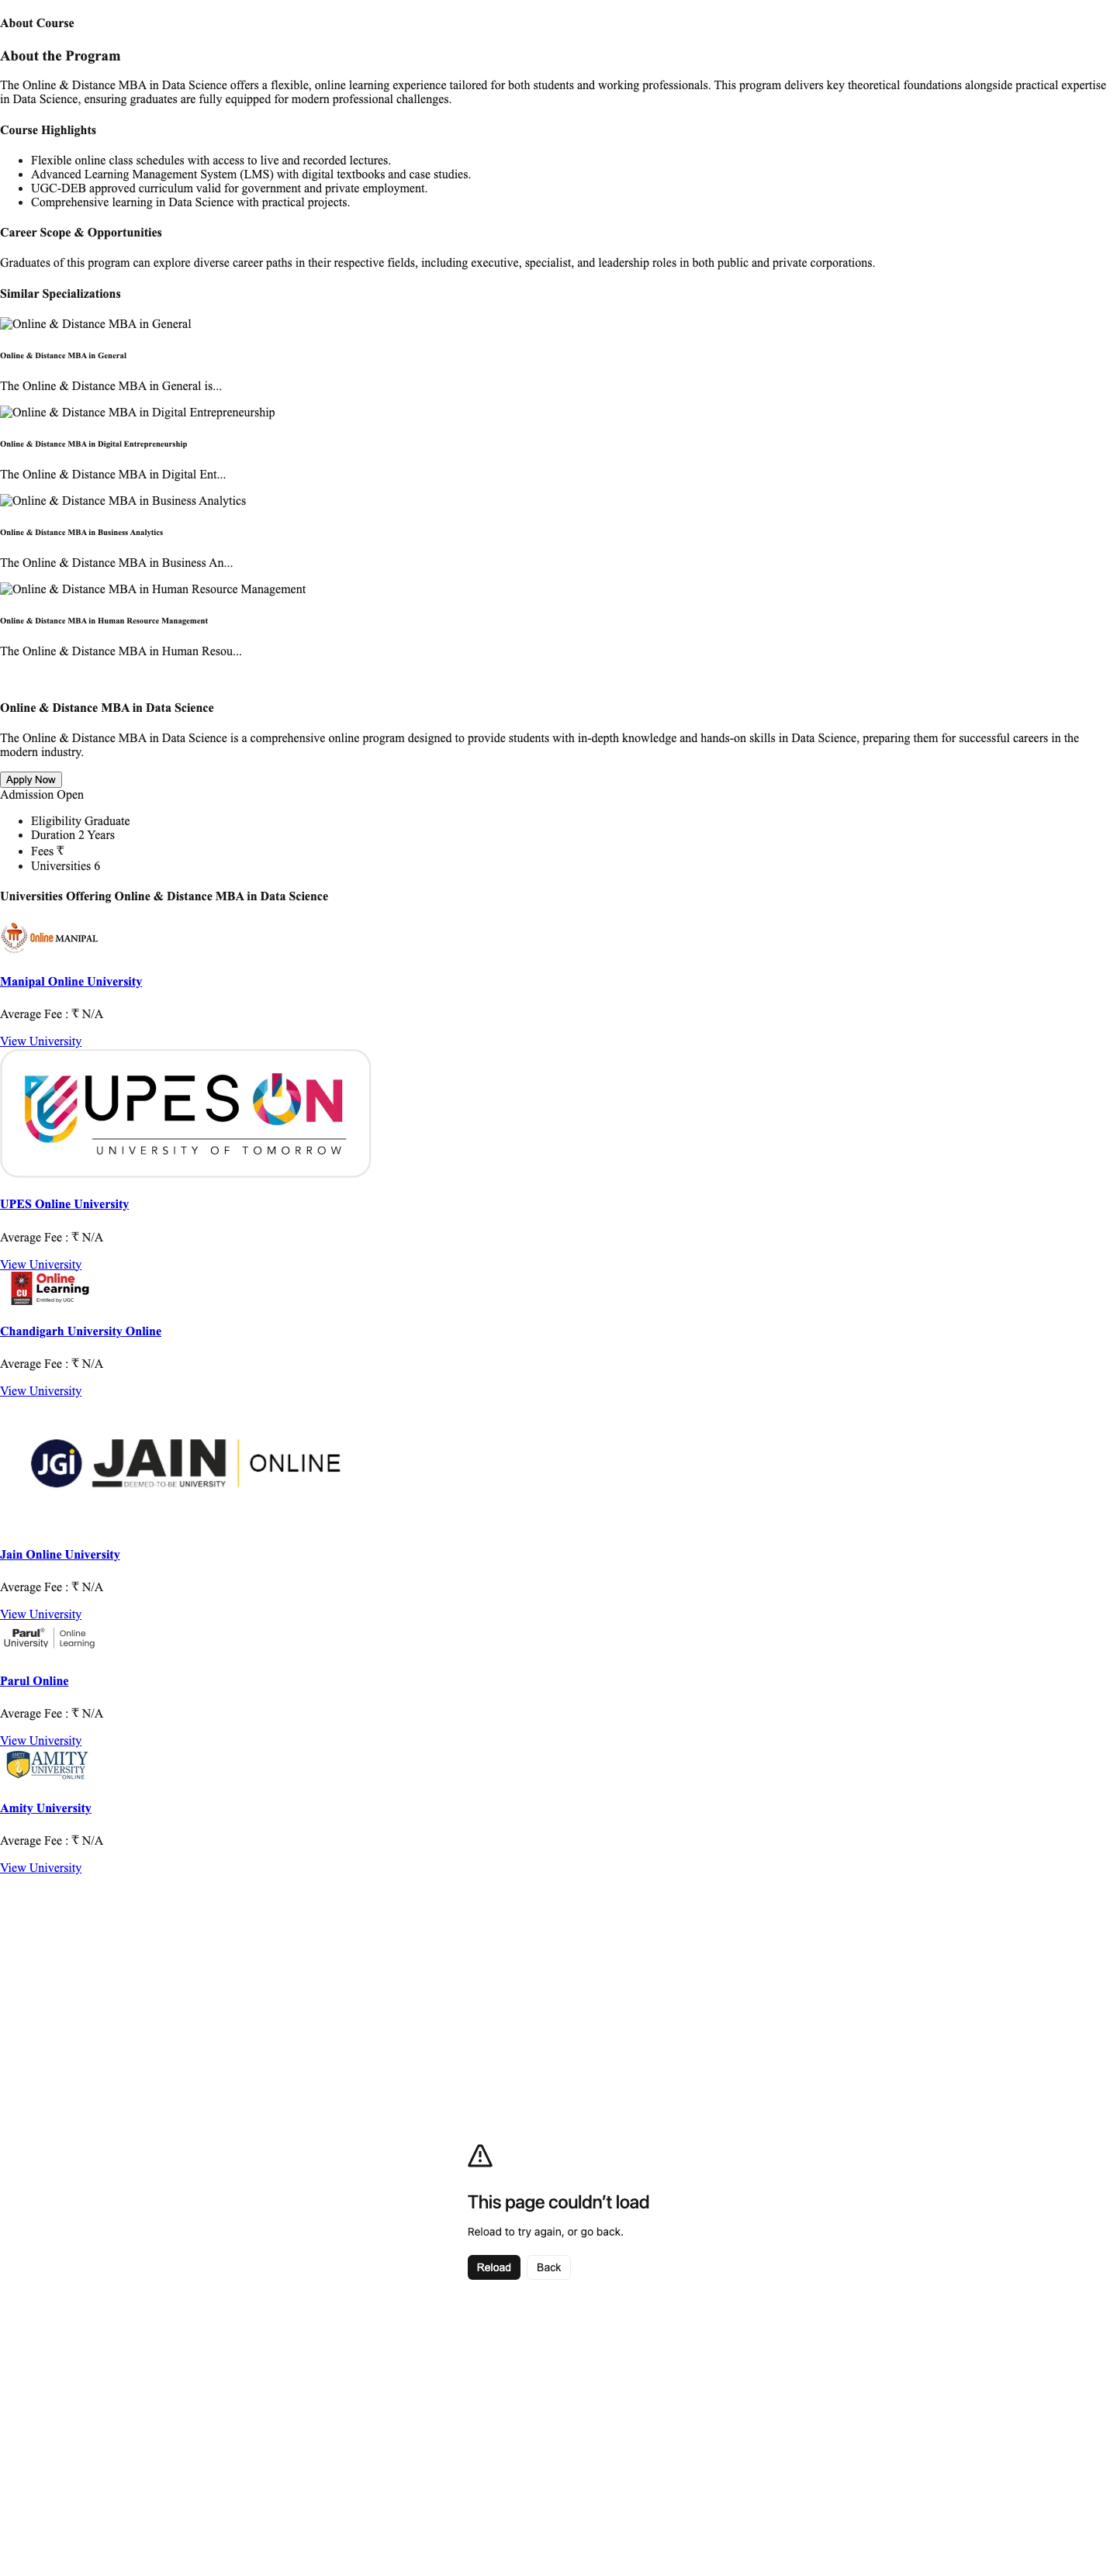 About Course
About the Program
The Online & Distance MBA in Data Science offers a flexible, online learning experience tailored for both students and working professionals. This program delivers key theoretical foundations alongside practical expertise
in Data Science, ensuring graduates are fully equipped for modern professional challenges.
Course Highlights
• Flexible online class schedules with access to live and recorded lectures.
• Advanced Learning Management System (LMS) with digital textbooks and case studies.
• UGC-DEB approved curriculum valid for government and private employment.
• Comprehensive learning in Data Science with practical projects.
Career Scope & Opportunities
Graduates of this program can explore diverse career paths in their respective fields, including executive, specialist, and leadership roles in both public and private corporations.
Similar Specializations
Online & Distance MBA in General
Online & Distance MBA in General
The Online & Distance MBA in General is...
Online & Distance MBA in Digital Entrepreneurship
Online & Distance MBA in Digital Entrepreneurship
The Online & Distance MBA in Digital Ent...
Online & Distance MBA in Business Analytics
Online & Distance MBA in Business Analytics
The Online & Distance MBA in Business An...
Online & Distance MBA in Human Resource Management
Online & Distance MBA in Human Resource Management
The Online & Distance MBA in Human Resou...
Online & Distance MBA in Data Science
The Online & Distance MBA in Data Science is a comprehensive online program designed to provide students with in-depth knowledge and hands-on skills in Data Science, preparing them for successful careers in the
modern industry.
Apply Now
Admission Open
• Eligibility Graduate
• Duration 2 Years
• Fees ₹
• Universities 6
Universities Offering Online & Distance MBA in Data Science
Online MANIPAL
Manipal Online University
Average Fee : ₹ N/A
View University
UPES ON
UNIVERSITY OF TOMORROW
UPES Online University
Average Fee : ₹ N/A
View University
CU Online
Learning
Entitled by UGC
Chandigarh University Online
Average Fee : ₹ N/A
View University
JGi JAIN ONLINE
DEEMED-TO-BE UNIVERSITY
Jain Online University
Average Fee : ₹ N/A
View University
Parul® Online
University Learning
Parul Online
Average Fee : ₹ N/A
View University
AMITY AMITY
UNIVERSITY
ONLINE
Amity University
Average Fee : ₹ N/A
View University
This page couldn’t load
Reload to try again, or go back.
Reload Back